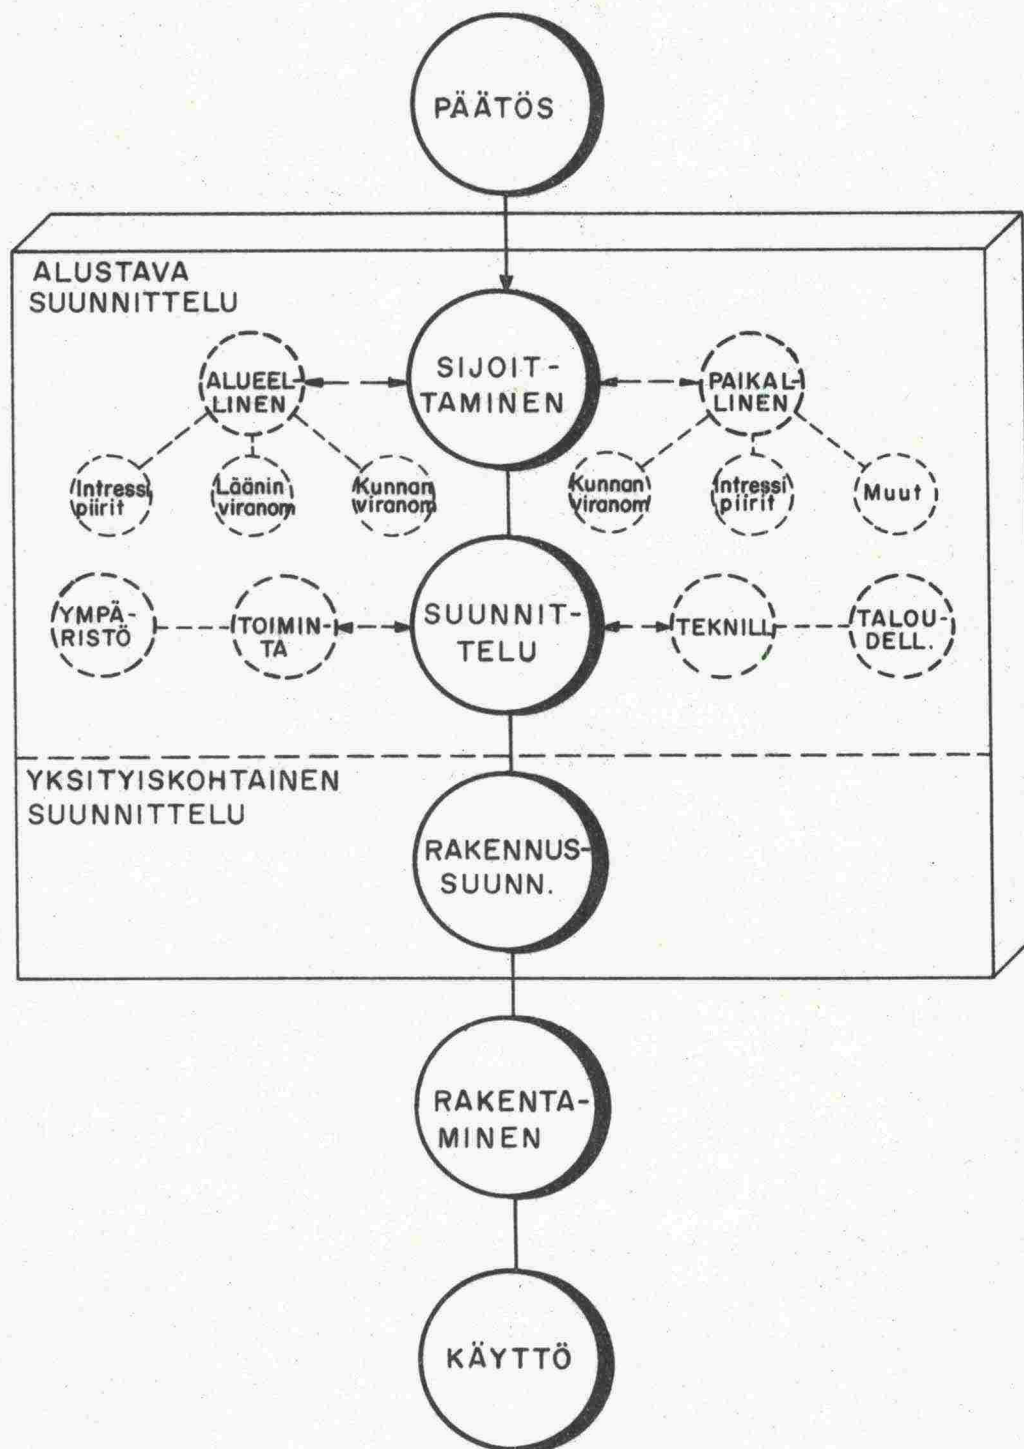 PÄÄTÖS
ALUSTAVA
SUUNNITTELU
SIJOIT-
TAMINEN
ALUEEL-
LINEN
PAIKAL-
LINEN
Intressi
piirit
Läänin
viranom
Kunnan
viranom
Kunnan
viranom
Intressi
piirit
Muut
SUUNNIT-
TELU
YMPÄ-
RISTÖ
TOIMIN-
TA
TEKNILL
TALOU-
DELL.
YKSITYISKOHTAINEN
SUUNNITTELU
RAKENNUS-
SUUNN.
RAKENTA-
MINEN
KÄYTTÖ